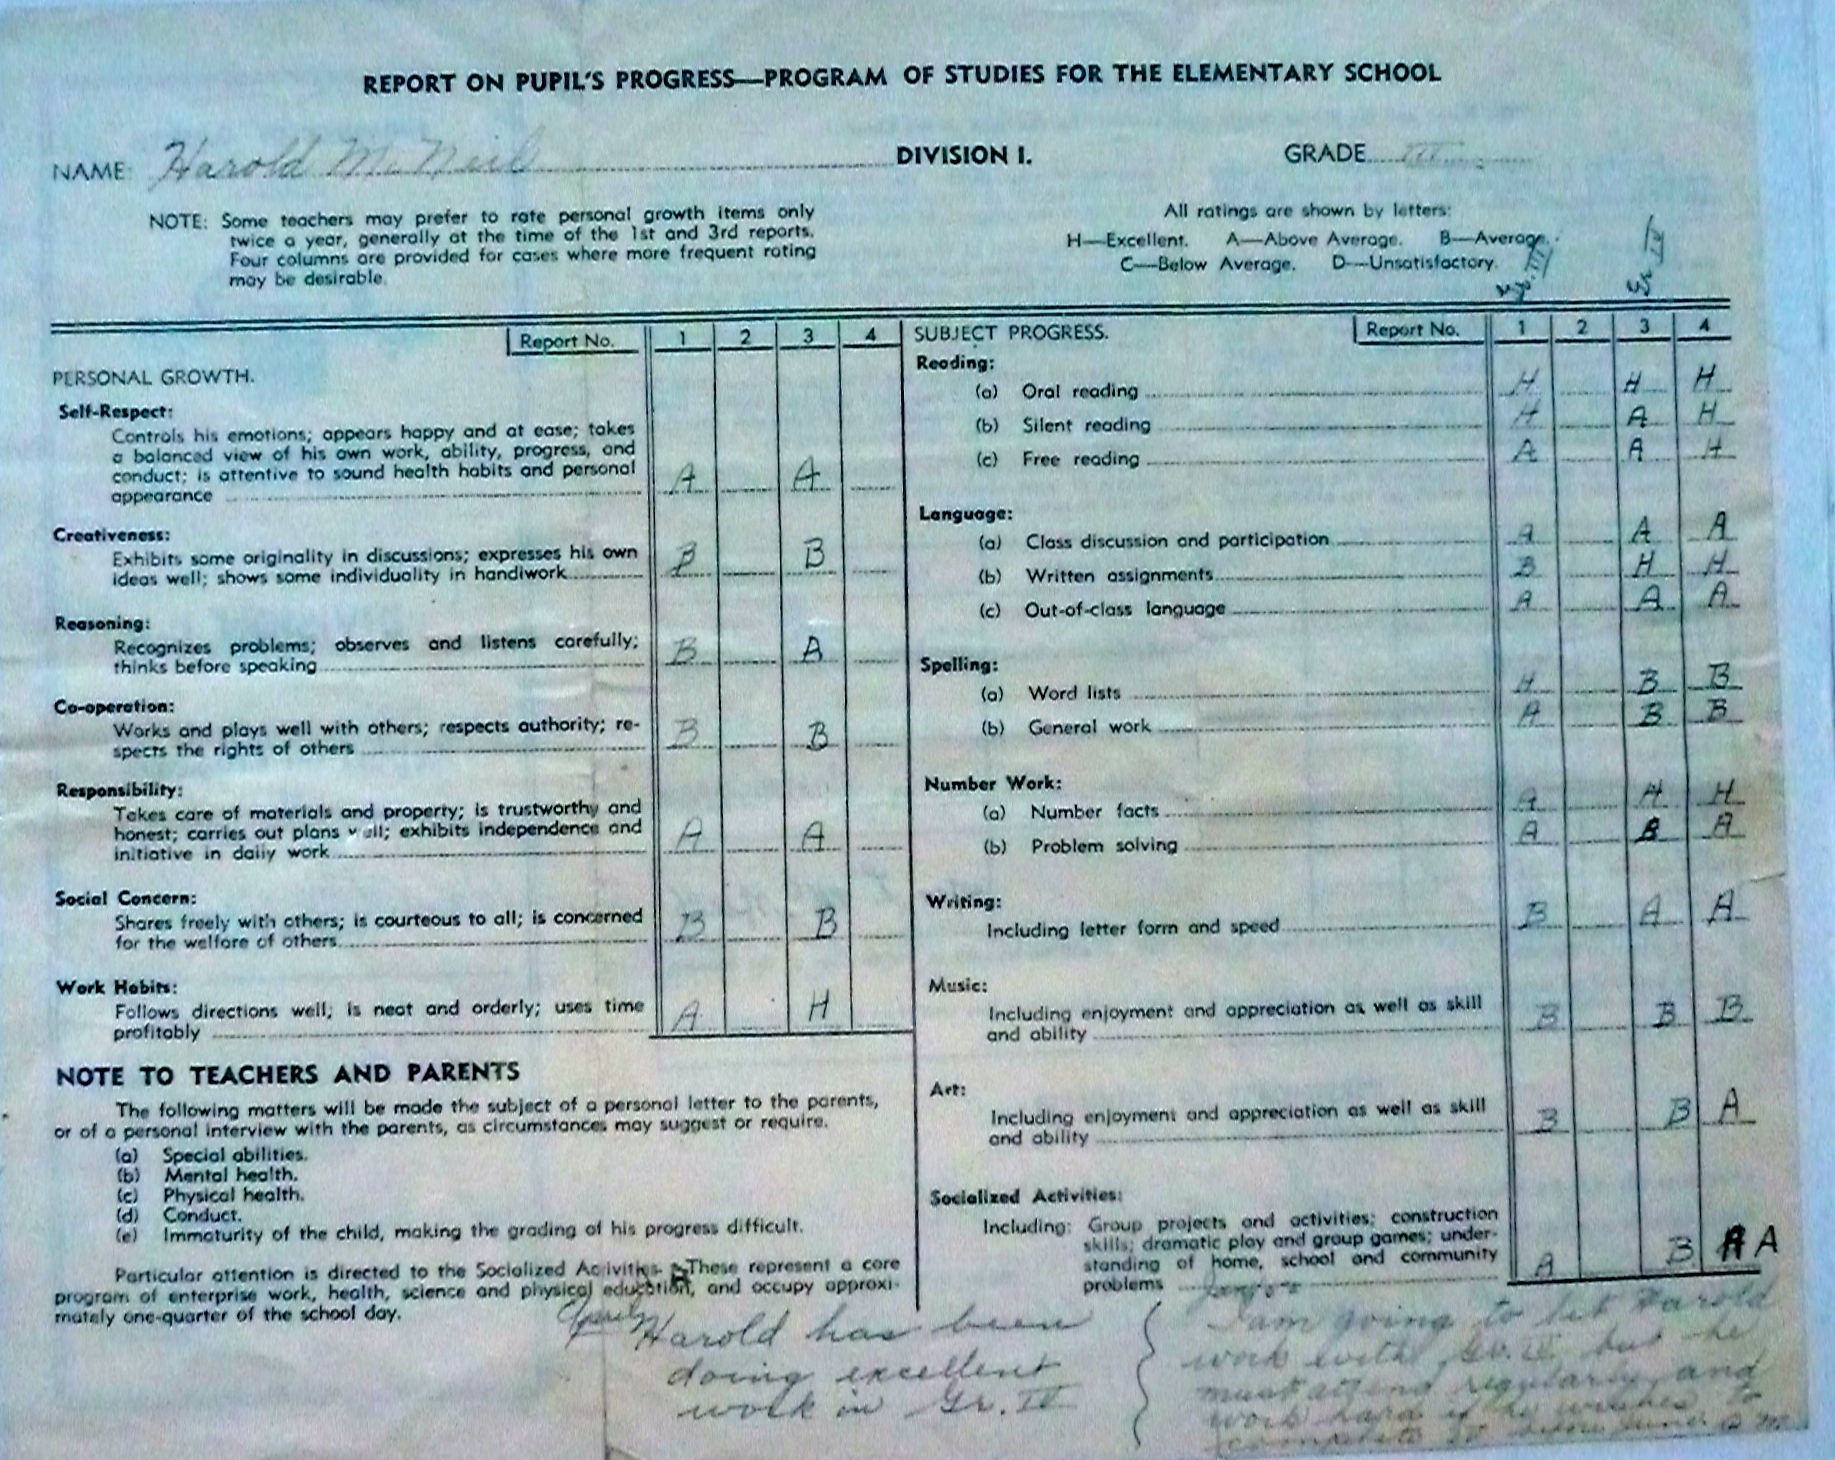 REPORT ON PUPIL'S PROGRESS—PROGRAM OF STUDIES FOR THE ELEMENTARY SCHOOL
NAME Harold McNeil DIVISION I. GRADE III
NOTE: Some teachers may prefer to rate personal growth items only
twice a year, generally at the time of the 1st and 3rd reports.
Four columns are provided for cases where more frequent rating
may be desirable.
All ratings are shown by letters:
H—Excellent. A—Above Average. B—Average.
C—Below Average. D—Unsatisfactory.
III
IV
Report No. 1 2 3 4
PERSONAL GROWTH.
Self-Respect:
Controls his emotions; appears happy and at ease; takes
a balanced view of his own work, ability, progress, and
conduct; is attentive to sound health habits and personal
appearance A A
Creativeness:
Exhibits some originality in discussions; expresses his own
ideas well; shows some individuality in handiwork B B
Reasoning:
Recognizes problems; observes and listens carefully;
thinks before speaking B A
Co-operation:
Works and plays well with others; respects authority; re-
spects the rights of others B B
Responsibility:
Takes care of materials and property; is trustworthy and
honest; carries out plans well; exhibits independence and
initiative in daily work A A
Social Concern:
Shares freely with others; is courteous to all; is concerned
for the welfare of others B B
Work Habits:
Follows directions well; is neat and orderly; uses time
profitably A H
NOTE TO TEACHERS AND PARENTS
The following matters will be made the subject of a personal letter to the parents,
or of a personal interview with the parents, as circumstances may suggest or require.
(a) Special abilities.
(b) Mental health.
(c) Physical health.
(d) Conduct.
(e) Immaturity of the child, making the grading of his progress difficult.
Particular attention is directed to the Socialized Activities. These represent a core
program of enterprise work, health, science and physical education, and occupy approxi-
mately one-quarter of the school day.
SUBJECT PROGRESS. Report No. 1 2 3 4
Reading:
(a) Oral reading H H H
(b) Silent reading H A H
(c) Free reading A A H
Language:
(a) Class discussion and participation A A A
(b) Written assignments B H H
(c) Out-of-class language A A A
Spelling:
(a) Word lists H B B
(b) General work A B B
Number Work:
(a) Number facts A H H
(b) Problem solving A B A
Writing:
Including letter form and speed B A A
Music:
Including enjoyment and appreciation as well as skill
and ability B B B
Art:
Including enjoyment and appreciation as well as skill
and ability B B A
Socialized Activities:
Including: Group projects and activities; construction
skills; dramatic play and group games; under-
standing of home, school and community
problems A B A A
April
Harold has been
doing excellent
work in Gr. IV
I am going to let Harold
work with Gr. IV but he
must attend regularly and
work hard if he wishes to
complete it before June